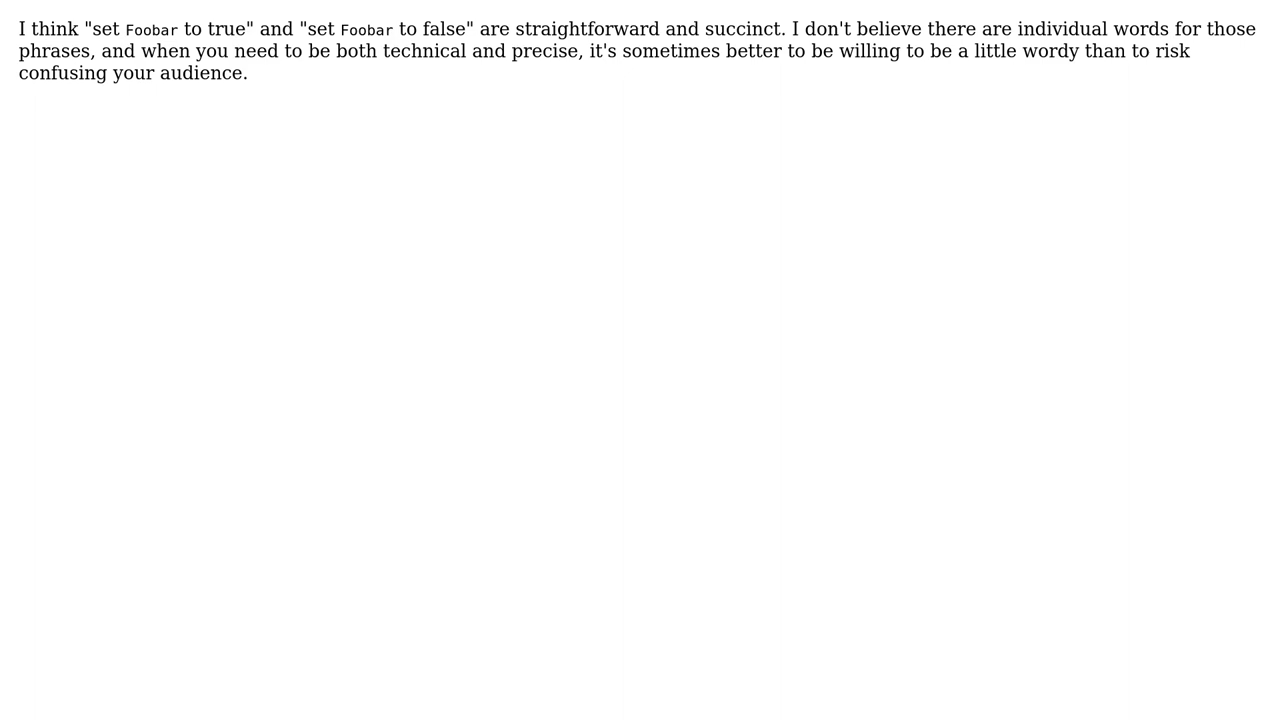 I think "set Foobar to true" and "set Foobar to false" are straightforward and succinct. I don't believe there are individual words for those
phrases, and when you need to be both technical and precise, it's sometimes better to be willing to be a little wordy than to risk
confusing your audience.